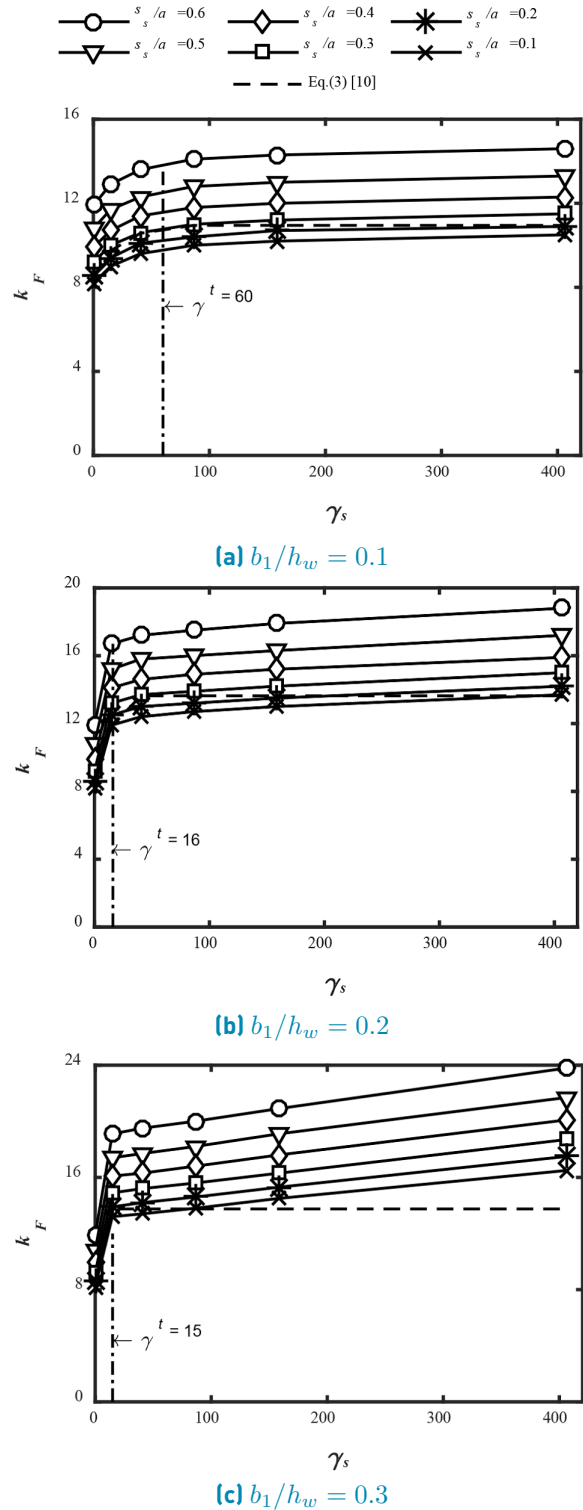 s_s/a =0.6 s_s/a =0.4 s_s/a =0.2
s_s/a =0.5 s_s/a =0.3 s_s/a =0.1
Eq.(3) [10]
16
12
8
4
0
k_F
← γ^t = 60
0 100 200 300 400
γ_s
(a) b_1/h_w = 0.1
20
16
12
8
4
0
k_F
← γ^t = 16
0 100 200 300 400
γ_s
(b) b_1/h_w = 0.2
24
16
8
0
k_F
← γ^t = 15
0 100 200 300 400
γ_s
(c) b_1/h_w = 0.3